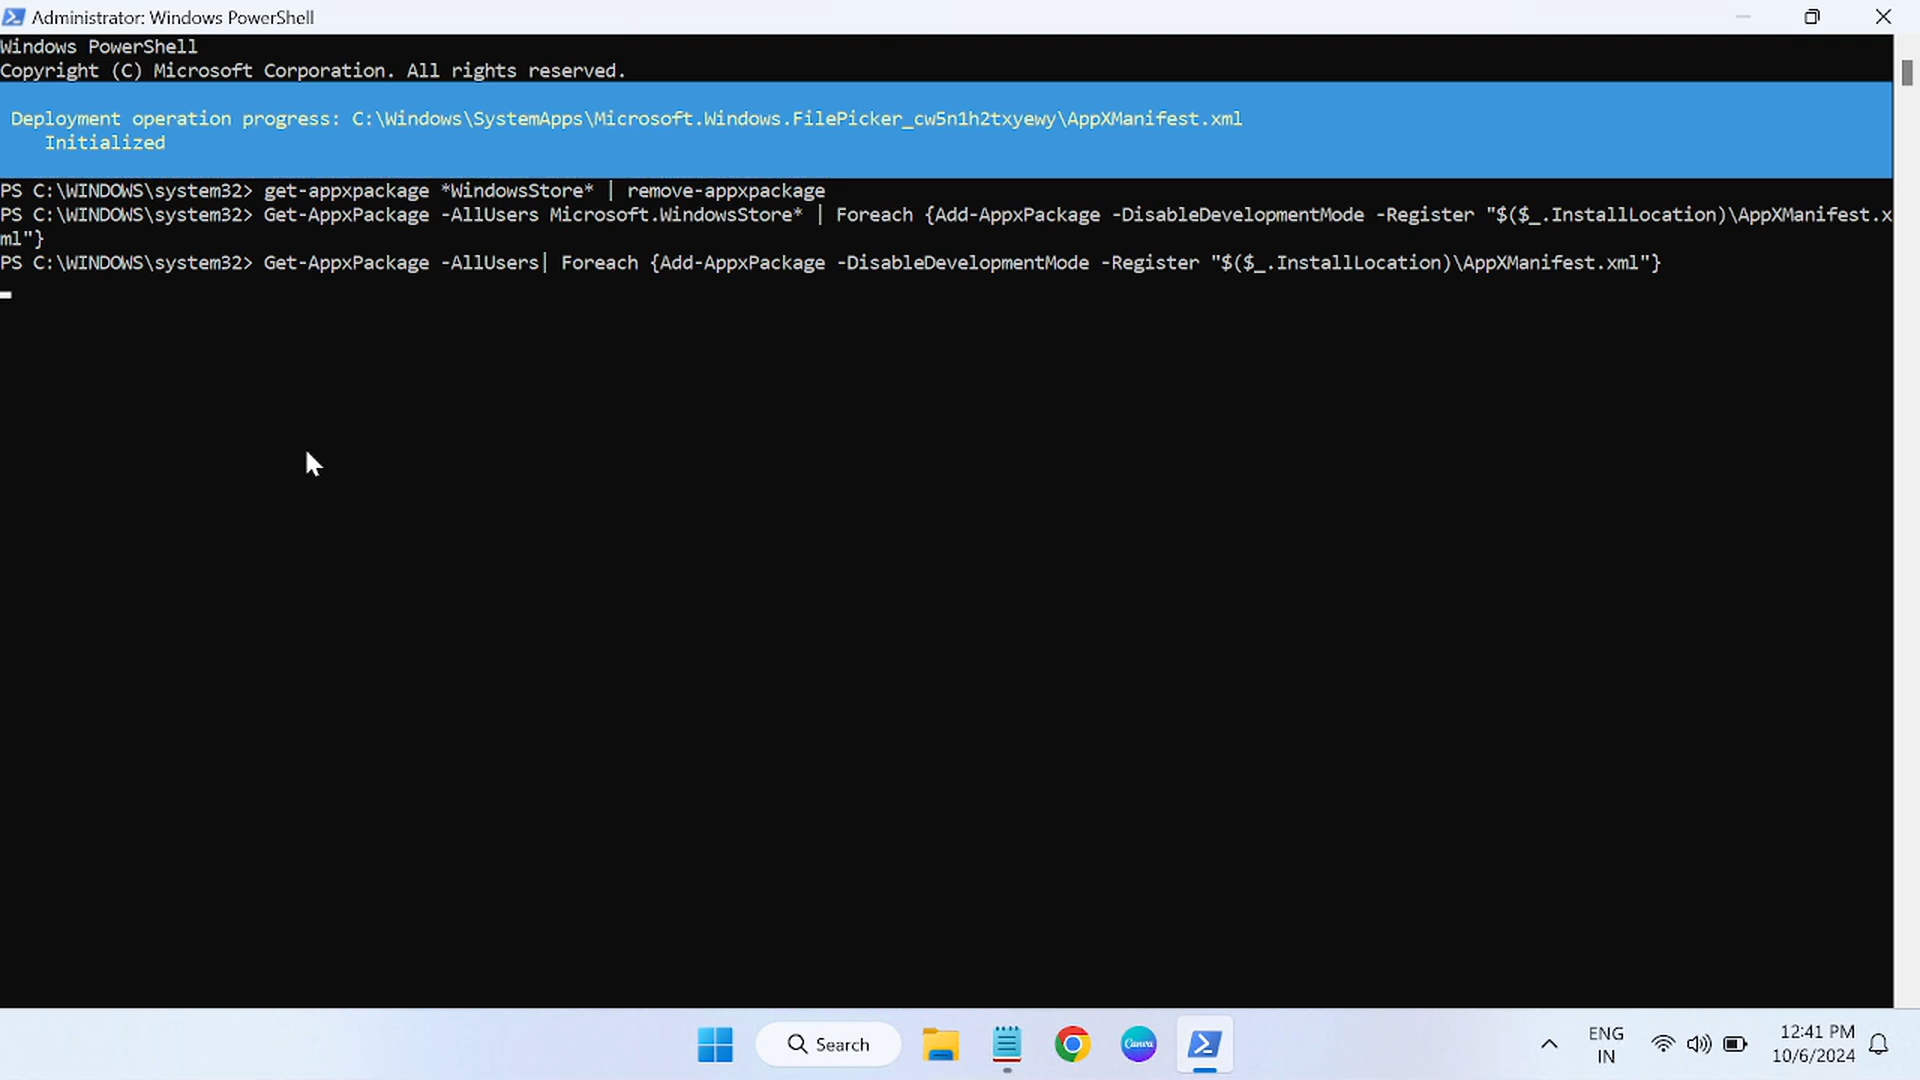 Administrator: Windows PowerShell
Windows PowerShell
Copyright (C) Microsoft Corporation. All rights reserved.
Deployment operation progress: C:\Windows\SystemApps\Microsoft.Windows.FilePicker_cw5n1h2txyewy\AppXManifest.xml
Initialized
PS C:\WINDOWS\system32> get-appxpackage *WindowsStore* | remove-appxpackage
PS C:\WINDOWS\system32> Get-AppxPackage -AllUsers Microsoft.WindowsStore* | Foreach {Add-AppxPackage -DisableDevelopmentMode -Register "$($_.InstallLocation)\AppXManifest.x
ml"}
PS C:\WINDOWS\system32> Get-AppxPackage -AllUsers| Foreach {Add-AppxPackage -DisableDevelopmentMode -Register "$($_.InstallLocation)\AppXManifest.xml"}
Search
Canva
ENG
IN
12:41 PM
10/6/2024